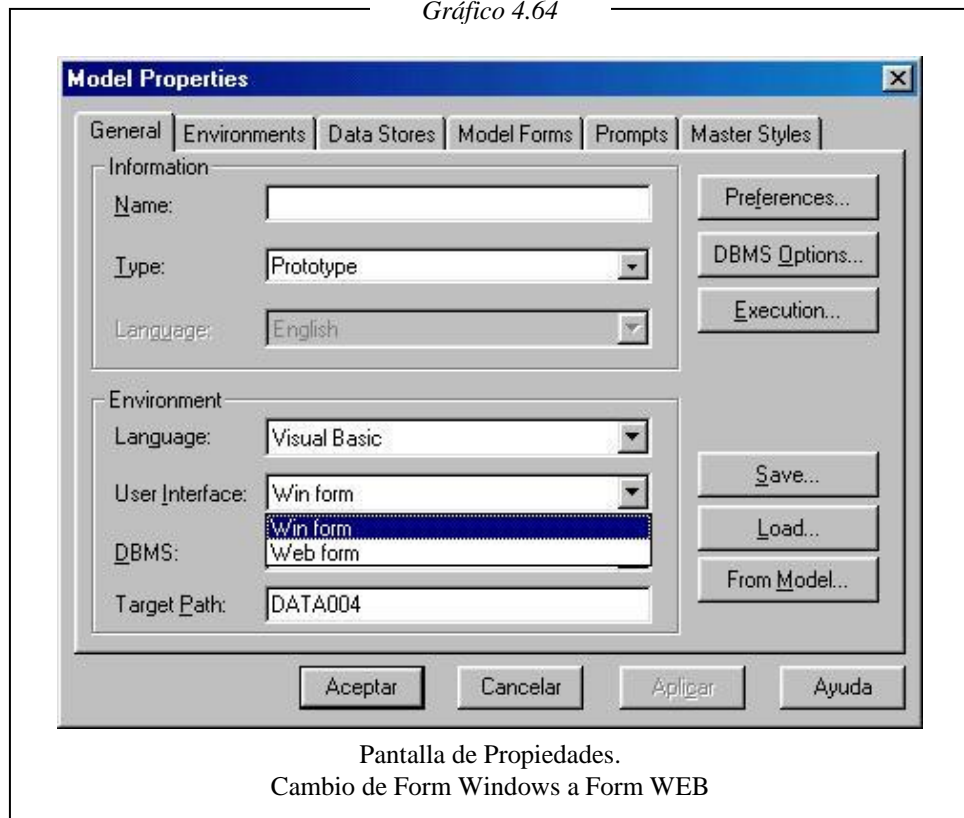 Gráfico 4.64
Model Properties
General Environments Data Stores Model Forms Prompts Master Styles
Information
Name:
Preferences...
Type: Prototype
DBMS Options...
Language: English
Execution...
Environment
Language: Visual Basic
User Interface: Win form
Save...
Win form
Load...
DBMS: Web form
From Model...
Target Path: DATA004
Aceptar Cancelar Aplicar Ayuda
Pantalla de Propiedades.
Cambio de Form Windows a Form WEB